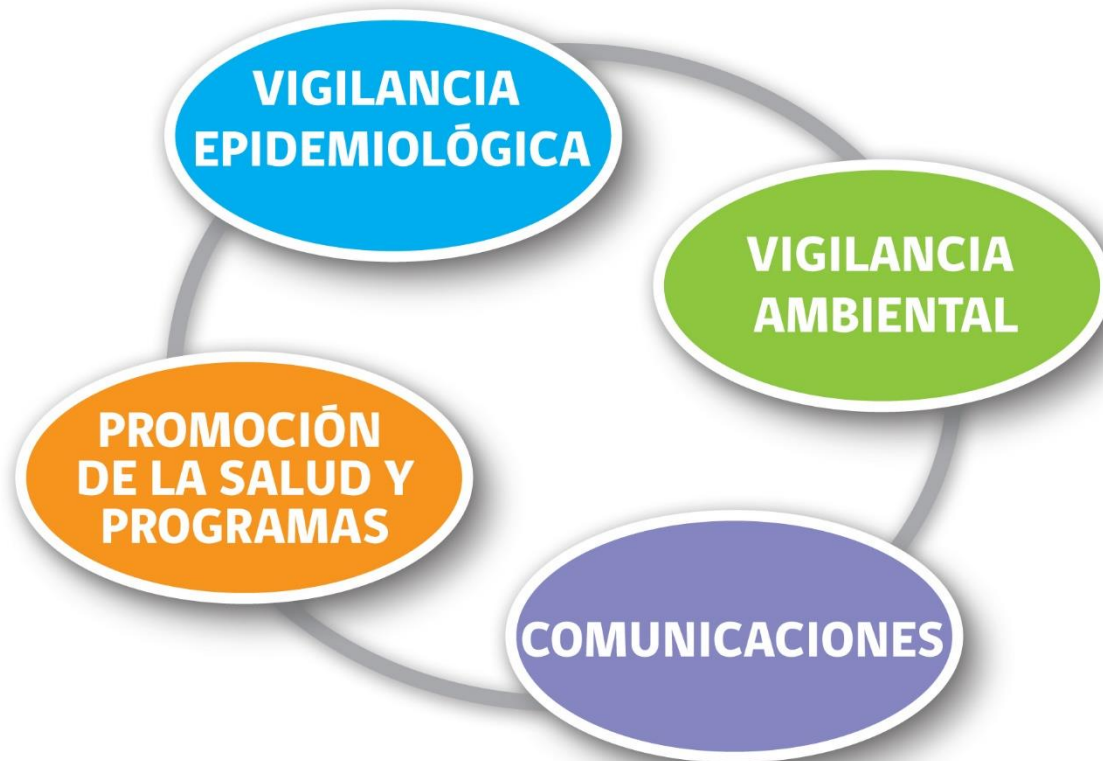 VIGILANCIA
EPIDEMIOLÓGICA
VIGILANCIA
AMBIENTAL
PROMOCIÓN
DE LA SALUD Y
PROGRAMAS
COMUNICACIONES